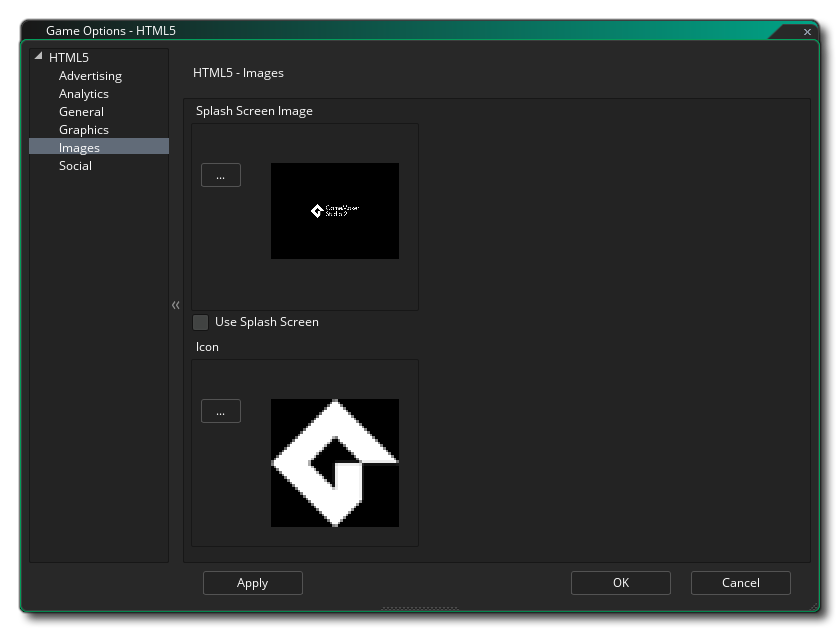 Game Options - HTML5
HTML5
Advertising
Analytics
General
Graphics
Images
Social
HTML5 - Images
Splash Screen Image
...
GameMaker
Studio 2
Use Splash Screen
Icon
...
Apply
OK
Cancel